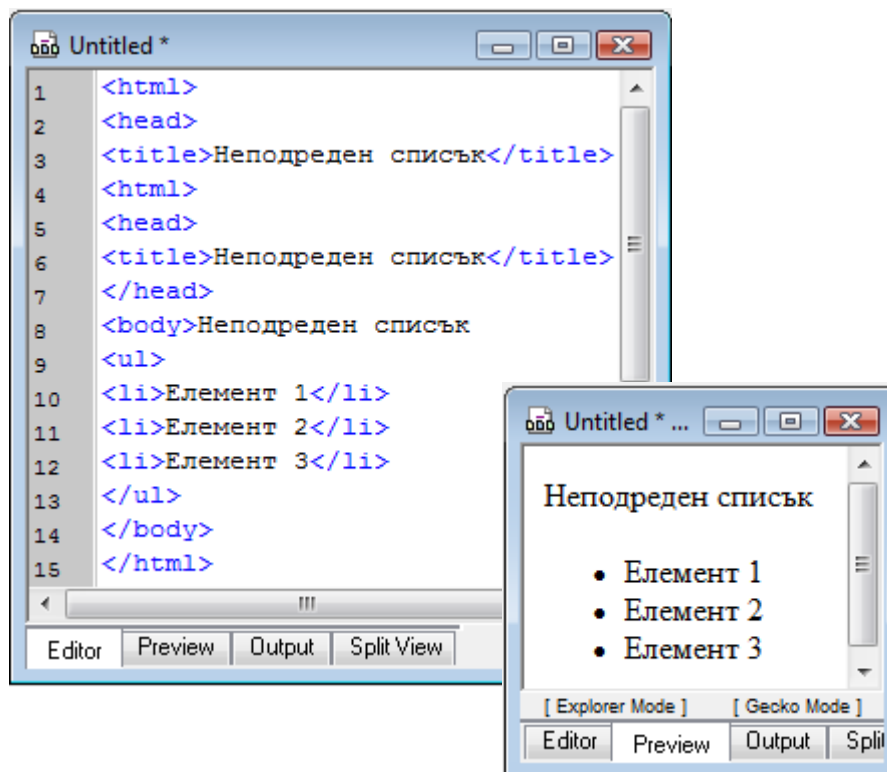 Untitled *
1 <html>
2 <head>
3 <title>Неподреден списък</title>
4 <html>
5 <head>
6 <title>Неподреден списък</title>
7 </head>
8 <body>Неподреден списък
9 <ul>
10 <li>Елемент 1</li>
11 <li>Елемент 2</li>
12 <li>Елемент 3</li>
13 </ul>
14 </body>
15 </html>
Editor Preview Output Split View
Untitled * ...
Неподреден списък
• Елемент 1
• Елемент 2
• Елемент 3
[ Explorer Mode ] [ Gecko Mode ]
Editor Preview Output Split